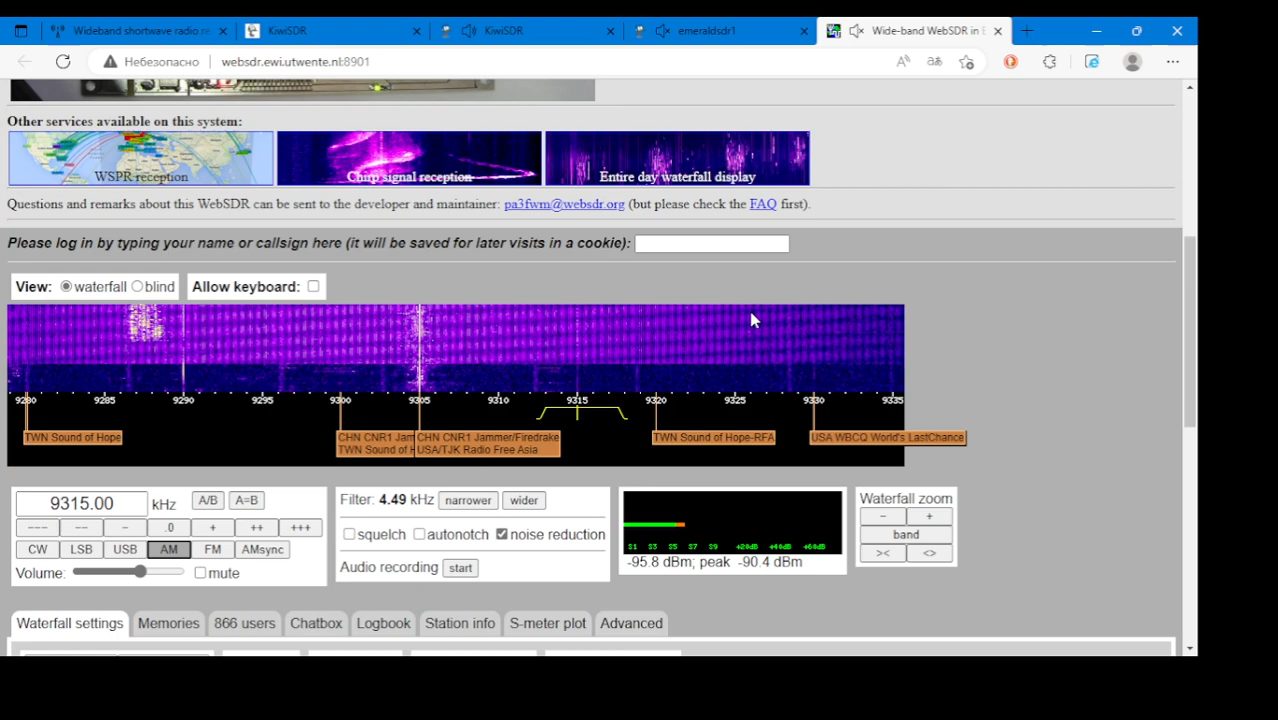 Wideband shortwave radio re
KiwiSDR
KiwiSDR
emeraldsdr1
Wide-band WebSDR in E
Небезопасно
websdr.ewi.utwente.nl:8901
Other services available on this system:
WSPR reception
Chirp signal reception
Entire day waterfall display
Questions and remarks about this WebSDR can be sent to the developer and maintainer: pa3fwm@websdr.org (but please check the FAQ first).
Please log in by typing your name or callsign here (it will be saved for later visits in a cookie):
View: waterfall blind
Allow keyboard:
9280 9285 9290 9295 9300 9305 9310 9315 9320 9325 9330 9335
TWN Sound of Hope
CHN CNR1 Jam
TWN Sound of H
CHN CNR1 Jammer/Firedrake
USA/TJK Radio Free Asia
TWN Sound of Hope-RFA
USA WBCQ World's LastChance
9315.00 kHz A/B A=B
--- -- - .0 + ++ +++
CW LSB USB AM FM AMsync
Volume: mute
Filter: 4.49 kHz narrower wider
squelch autonotch noise reduction
Audio recording start
S1 S3 S5 S7 S9 +20dB +40dB +60dB
-95.8 dBm; peak -90.4 dBm
Waterfall zoom
- +
band
>< <>
Waterfall settings
Memories
866 users
Chatbox
Logbook
Station info
S-meter plot
Advanced